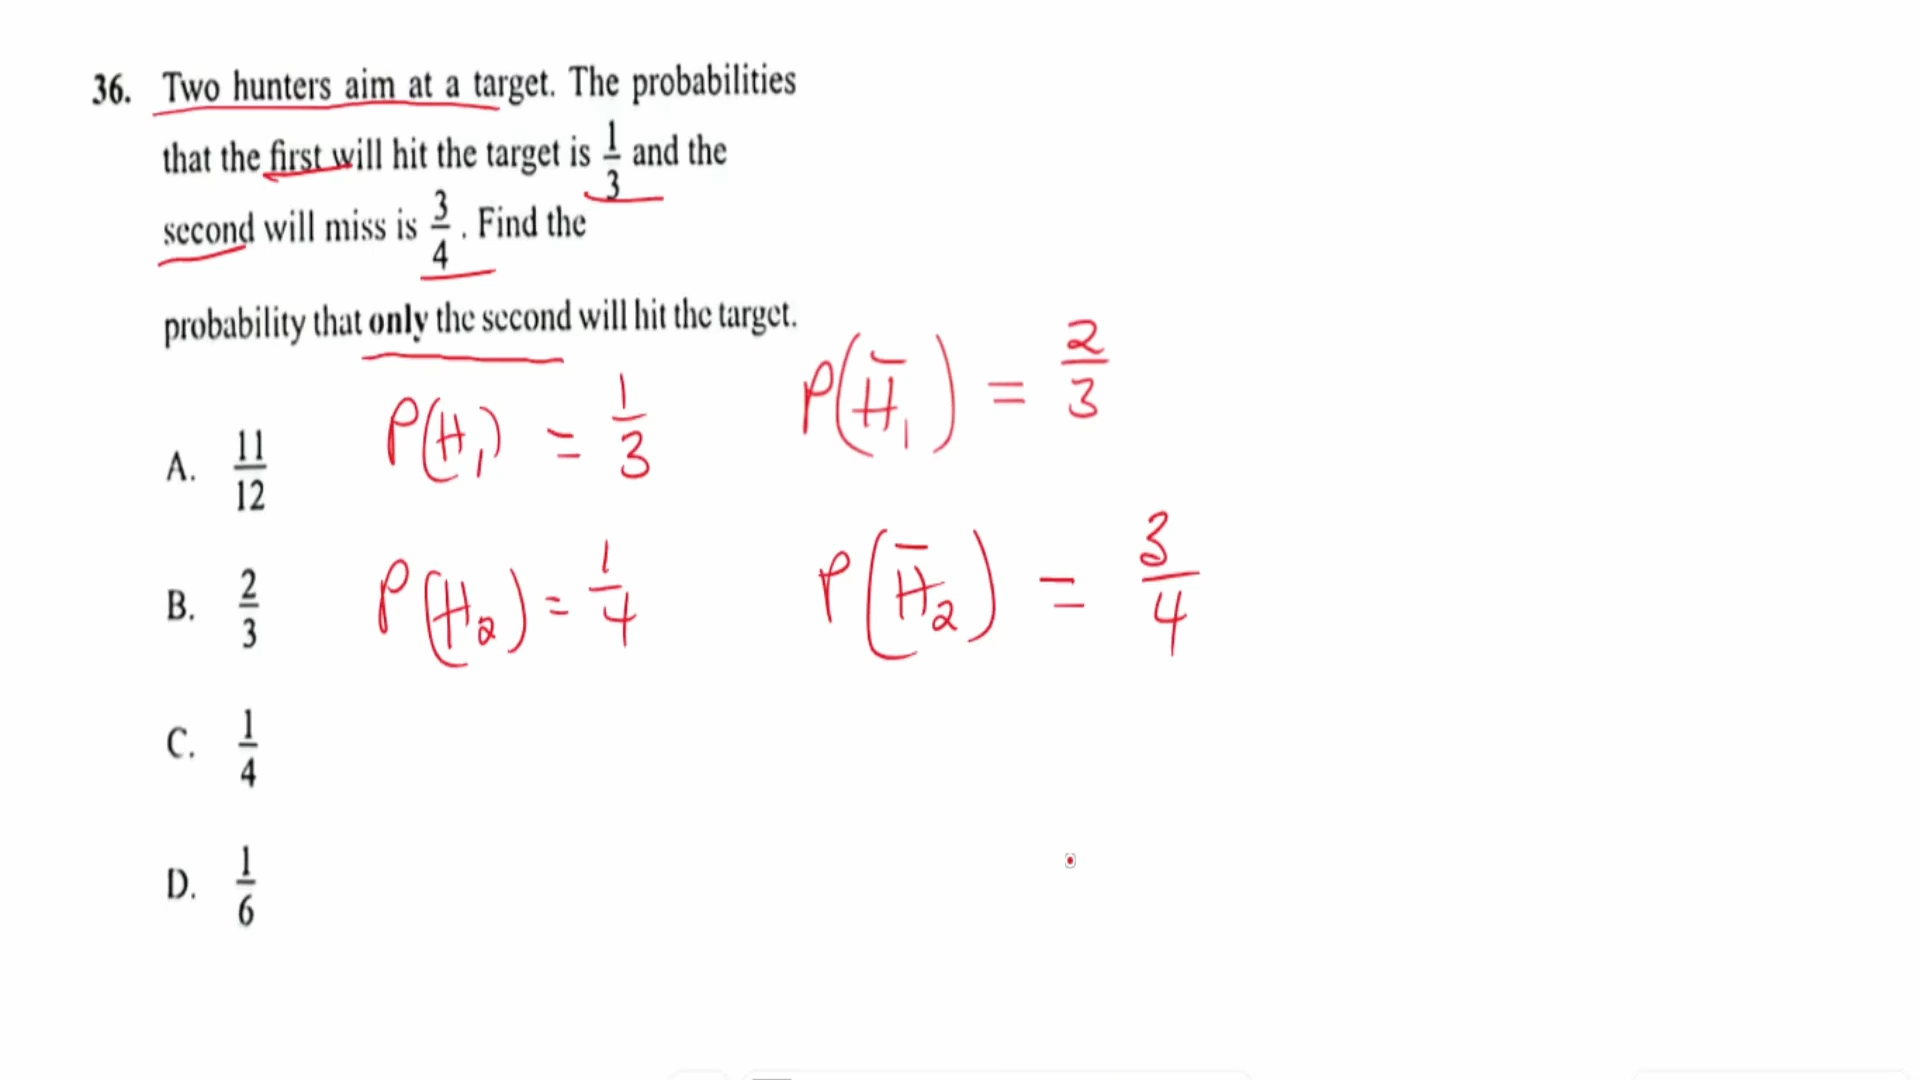 36. Two hunters aim at a target. The probabilities
that the first will hit the target is 1/3 and the
second will miss is 3/4 . Find the
probability that only the second will hit the target.
A. 11/12
B. 2/3
C. 1/4
D. 1/6
P(H₁) = 1/3
P(H̅₁) = 2/3
P(H₂) = 1/4
P(H̅₂) = 3/4